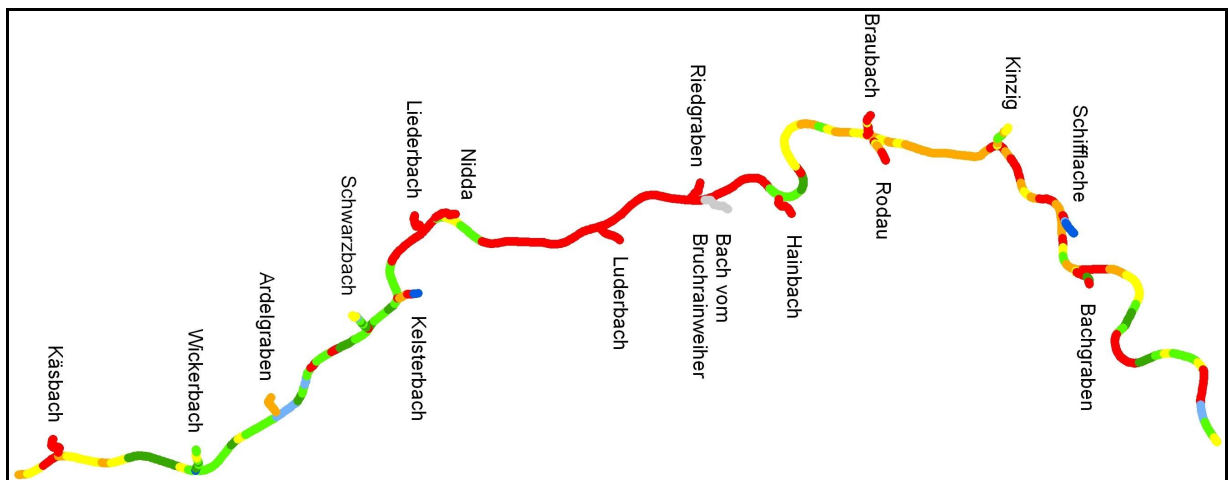 Käsbach
Wickerbach
Ardelgraben
Schwarzbach
Kelsterbach
Liederbach
Nidda
Luderbach
Riedgraben
Bach vom
Bruchrainweiher
Hainbach
Braubach
Rodau
Kinzig
Schifflache
Bachgraben